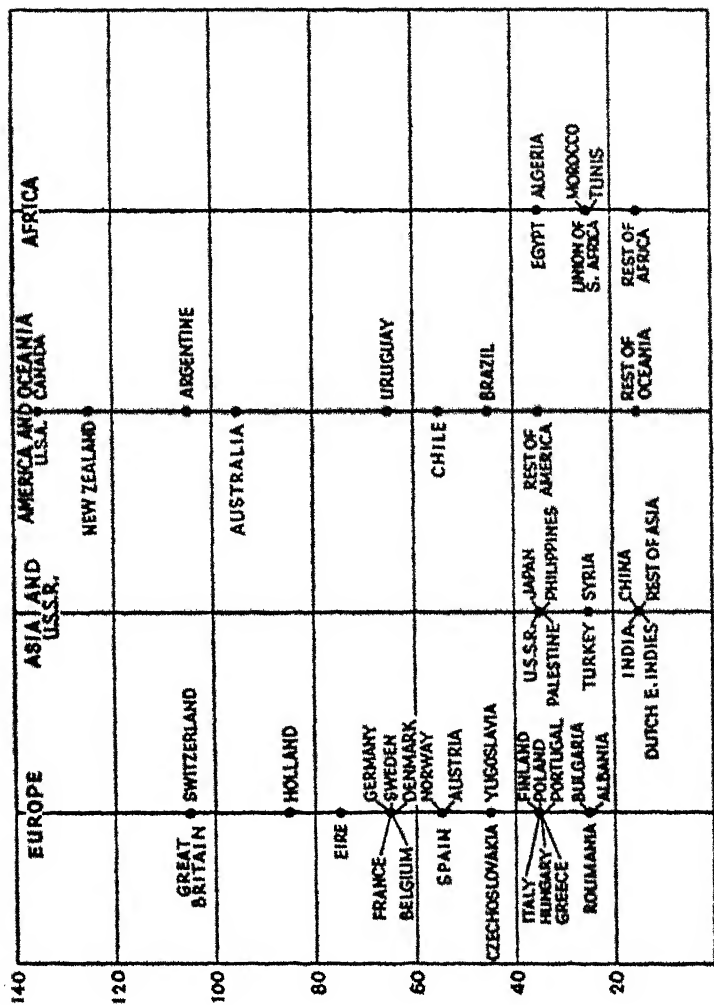 EUROPE
ASIA AND
U.S.S.R.
AMERICA AND OCEANIA
U.S.A. CANADA
AFRICA
140
120
100
80
60
40
20
GREAT
BRITAIN
SWITZERLAND
HOLLAND
EIRE
FRANCE
BELGIUM
GERMANY
SWEDEN
DENMARK
NORWAY
SPAIN
AUSTRIA
CZECHOSLOVAKIA
YUGOSLAVIA
ITALY
HUNGARY
GREECE
FINLAND
POLAND
PORTUGAL
ROUMANIA
BULGARIA
ALBANIA
U.S.S.R.
PALESTINE
JAPAN
PHILIPPINES
TURKEY
SYRIA
INDIA
DUTCH E. INDIES
CHINA
REST OF ASIA
NEW ZEALAND
ARGENTINE
AUSTRALIA
URUGUAY
CHILE
BRAZIL
REST OF
AMERICA
REST OF
OCEANIA
EGYPT
ALGERIA
UNION OF
S. AFRICA
MOROCCO
TUNIS
REST OF
AFRICA